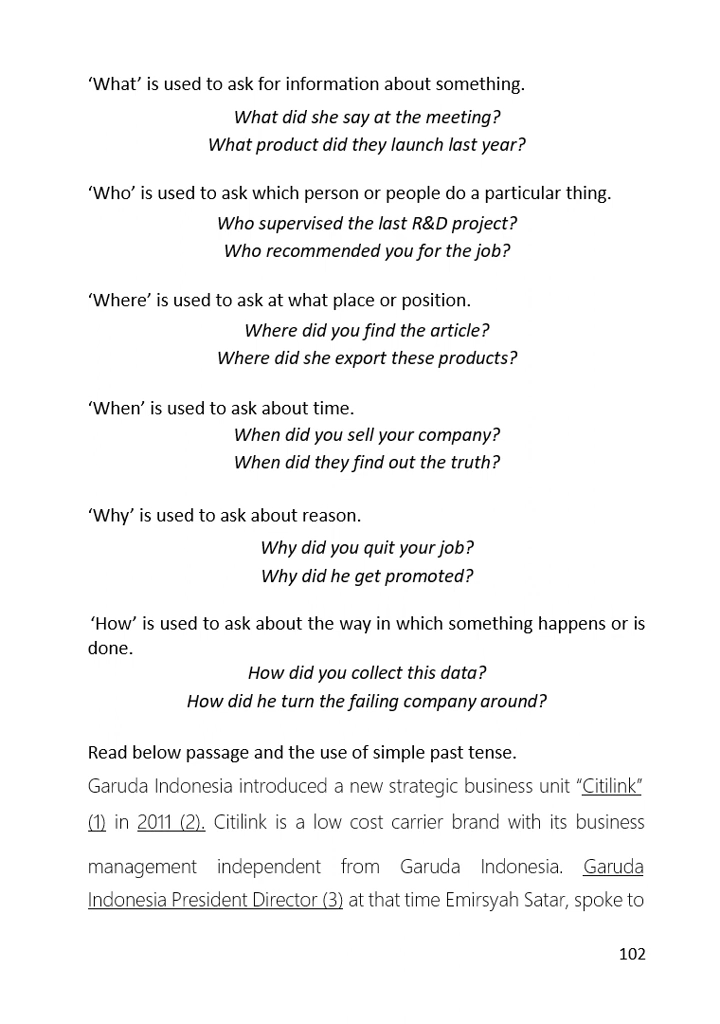 ‘What’ is used to ask for information about something.
What did she say at the meeting?
What product did they launch last year?
‘Who’ is used to ask which person or people do a particular thing.
Who supervised the last R&D project?
Who recommended you for the job?
‘Where’ is used to ask at what place or position.
Where did you find the article?
Where did she export these products?
‘When’ is used to ask about time.
When did you sell your company?
When did they find out the truth?
‘Why’ is used to ask about reason.
Why did you quit your job?
Why did he get promoted?
‘How’ is used to ask about the way in which something happens or is
done.
How did you collect this data?
How did he turn the failing company around?
Read below passage and the use of simple past tense.
Garuda Indonesia introduced a new strategic business unit “Citilink”
(1) in 2011 (2). Citilink is a low cost carrier brand with its business
management independent from Garuda Indonesia. Garuda
Indonesia President Director (3) at that time Emirsyah Satar, spoke to
102